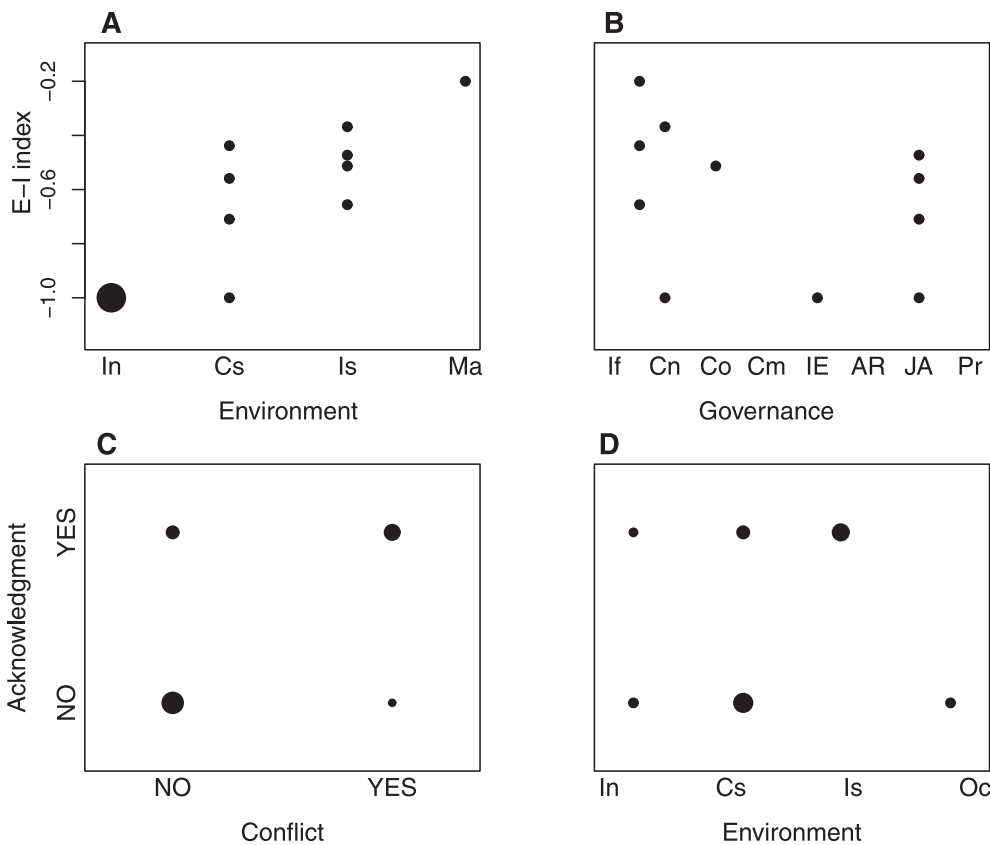 A
B
E–I index
−0.2
−0.6
−1.0
In Cs Is Ma
If Cn Co Cm IE AR JA Pr
Environment
Governance
C
D
Acknowledgment
YES
NO
NO YES
In Cs Is Oc
Conflict
Environment